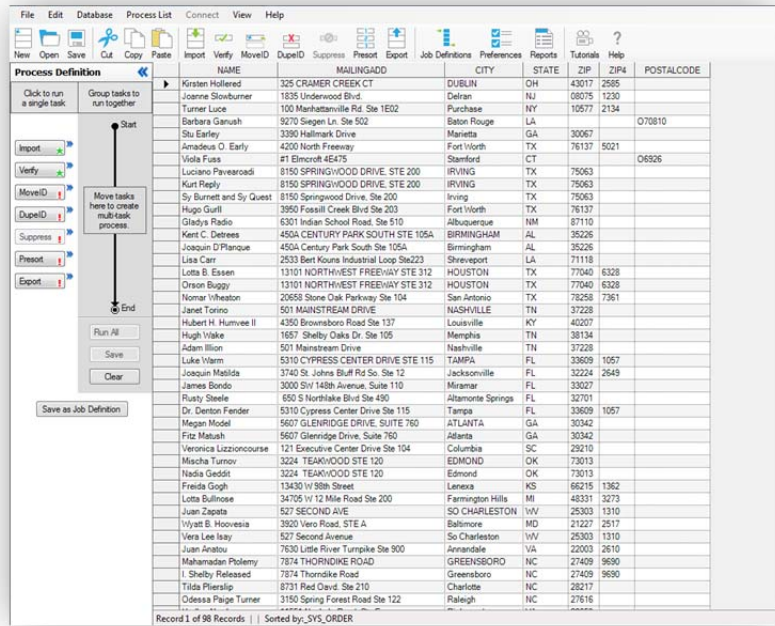 File Edit Database Process List Connect View Help
New Open Save Cut Copy Paste Import Verify MoveID DupeID Suppress Presort Export Job Definitions Preferences Reports Tutorials Help
Process Definition
Click to run a single task
Group tasks to run together
Start
Import
Verify
MoveID
DupeID
Suppress
Presort
Export
Move tasks here to create multi-task process.
End
Run All
Save
Clear
Save as Job Definition
NAME MAILINGADD CITY STATE ZIP ZIP4 POSTALCODE
Kirsten Hollered 325 CRAMER CREEK CT DUBLIN OH 43017 2585
Joanne Slowburner 1835 Underwood Blvd. Delran NJ 08075 1230
Turner Luce 100 Manhattanville Rd. Ste 1E02 Purchase NY 10577 2134
Barbara Ganush 9270 Siegen Ln. Ste 502 Baton Rouge LA O70810
Stu Earley 3390 Hallmark Drive Marietta GA 30067
Amadeus O. Early 4200 North Freeway Fort Worth TX 76137 5021
Viola Fuss #1 Elmcroft 4E475 Stamford CT O6926
Luciano Pavearoadi 8150 SPRINGWOOD DRIVE, STE 200 IRVING TX 75063
Kurt Reply 8150 SPRINGWOOD DRIVE, STE 200 IRVING TX 75063
Sy Burnett and Sy Quest 8150 Springwood Drive, Ste 200 Irving TX 75063
Hugo Gurll 3950 Fossill Creek Blvd Ste 203 Fort Worth TX 76137
Gladys Radio 6301 Indian School Road, Ste 510 Albuquerque NM 87110
Kent C. Detrees 450A CENTURY PARK SOUTH STE 105A BIRMINGHAM AL 35226
Joaquin D'Planque 450A Century Park South Ste 105A Birmingham AL 35226
Lisa Carr 2533 Bert Kouns Industrial Loop Ste223 Shreveport LA 71118
Lotta B. Essen 13101 NORTHWEST FREEWAY STE 312 HOUSTON TX 77040 6328
Orson Buggy 13101 NORTHWEST FREEWAY STE 312 HOUSTON TX 77040 6328
Nomar Wheaton 20658 Stone Oak Parkway Ste 104 San Antonio TX 78258 7361
Janet Torino 501 MAINSTREAM DRIVE NASHVILLE TN 37228
Hubert H. Humvee II 4350 Brownsboro Road Ste 137 Louisville KY 40207
Hugh Wake 1657 Shelby Oaks Dr. Ste 105 Memphis TN 38134
Adam Illion 501 Mainstream Drive Nashville TN 37228
Luke Warm 5310 CYPRESS CENTER DRIVE STE 115 TAMPA FL 33609 1057
Joaquin Matilda 3740 St. Johns Bluff Rd So. Ste 12 Jacksonville FL 32224 2649
James Bondo 3000 SW 148th Avenue, Suite 110 Miramar FL 33027
Rusty Steele 650 S Northlake Blvd Ste 490 Altamonte Springs FL 32701
Dr. Denton Fender 5310 Cypress Center Drive Ste 115 Tampa FL 33609 1057
Megan Model 5607 GLENRIDGE DRIVE, SUITE 760 ATLANTA GA 30342
Fitz Matush 5607 Glenridge Drive, Suite 760 Atlanta GA 30342
Veronica Lizzioncourse 121 Executive Center Drive Ste 104 Columbia SC 29210
Mischa Turnov 3224 TEAKWOOD STE 120 EDMOND OK 73013
Nadia Geddit 3224 TEAKWOOD STE 120 Edmond OK 73013
Freida Gogh 13430 W 98th Street Lenexa KS 66215 1362
Lotta Bullnose 34705 W 12 Mile Road Ste 200 Farmington Hills MI 48331 3273
Juan Zapata 527 SECOND AVE SO CHARLESTON WV 25303 1310
Wyatt B. Hoovesia 3920 Vero Road, STE A Baltimore MD 21227 2517
Vera Lee Isay 527 Second Avenue So Charleston WV 25303 1310
Juan Anatou 7630 Little River Turnpike Ste 900 Annandale VA 22003 2610
Mahamadan Ptolemy 7874 THORNDIKE ROAD GREENSBORO NC 27409 9690
I. Shelby Released 7874 Thorndike Road Greensboro NC 27409 9690
Tilda Plierslip 8731 Red Oavd. Ste 210 Charlotte NC 28217
Odessa Paige Turner 3150 Spring Forest Road Ste 122 Raleigh NC 27616
Record 1 of 98 Records | | Sorted by:_SYS_ORDER